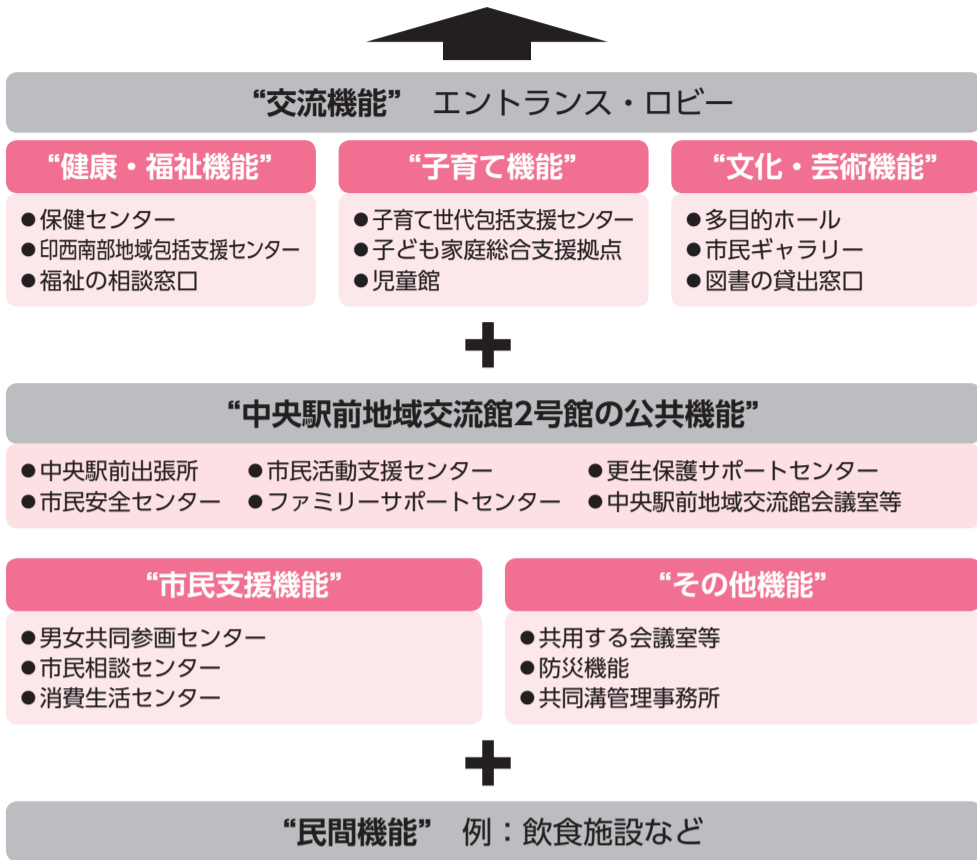 “交流機能” エントランス・ロビー
“健康・福祉機能” “子育て機能” “文化・芸術機能”
●保健センター
●印西南部地域包括支援センター
●福祉の相談窓口
●子育て世代包括支援センター
●子ども家庭総合支援拠点
●児童館
●多目的ホール
●市民ギャラリー
●図書の貸出窓口
“中央駅前地域交流館2号館の公共機能”
●中央駅前出張所 ●市民活動支援センター ●更生保護サポートセンター
●市民安全センター ●ファミリーサポートセンター ●中央駅前地域交流館会議室等
“市民支援機能” “その他機能”
●男女共同参画センター
●市民相談センター
●消費生活センター
●共用する会議室等
●防災機能
●共同溝管理事務所
“民間機能” 例：飲食施設など